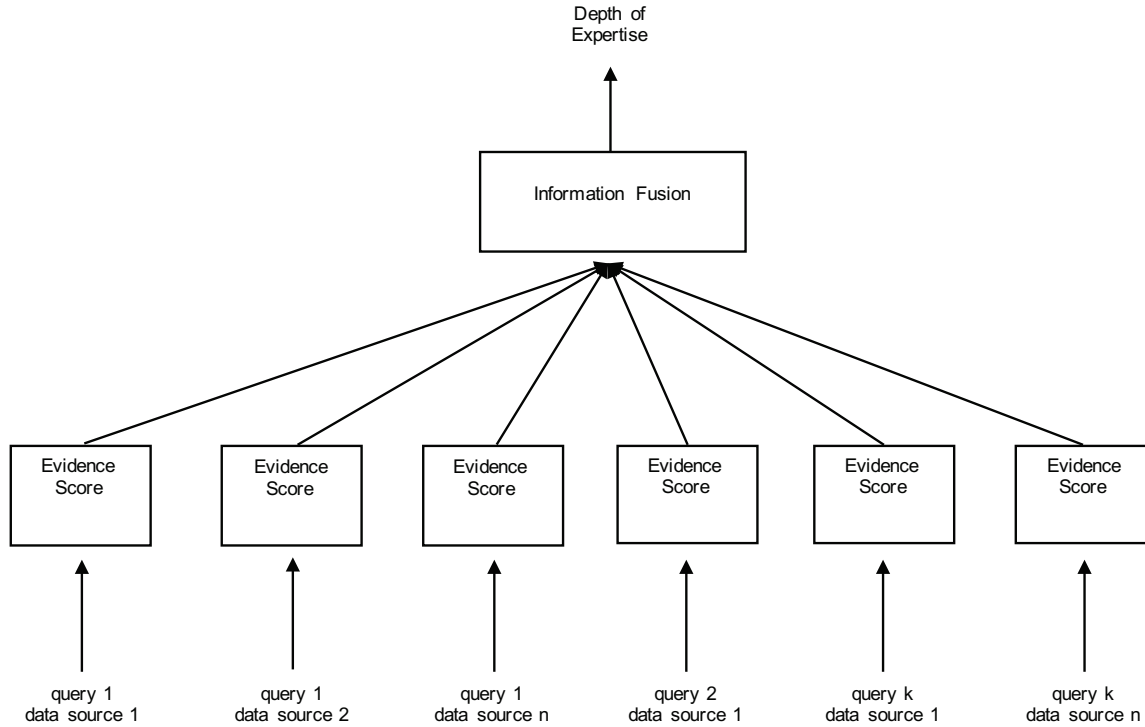 Depth of
Expertise
Information Fusion
Evidence
Score
Evidence
Score
Evidence
Score
Evidence
Score
Evidence
Score
Evidence
Score
query 1
data source 1
query 1
data source 2
query 1
data source n
query 2
data source 1
query k
data source 1
query k
data source n